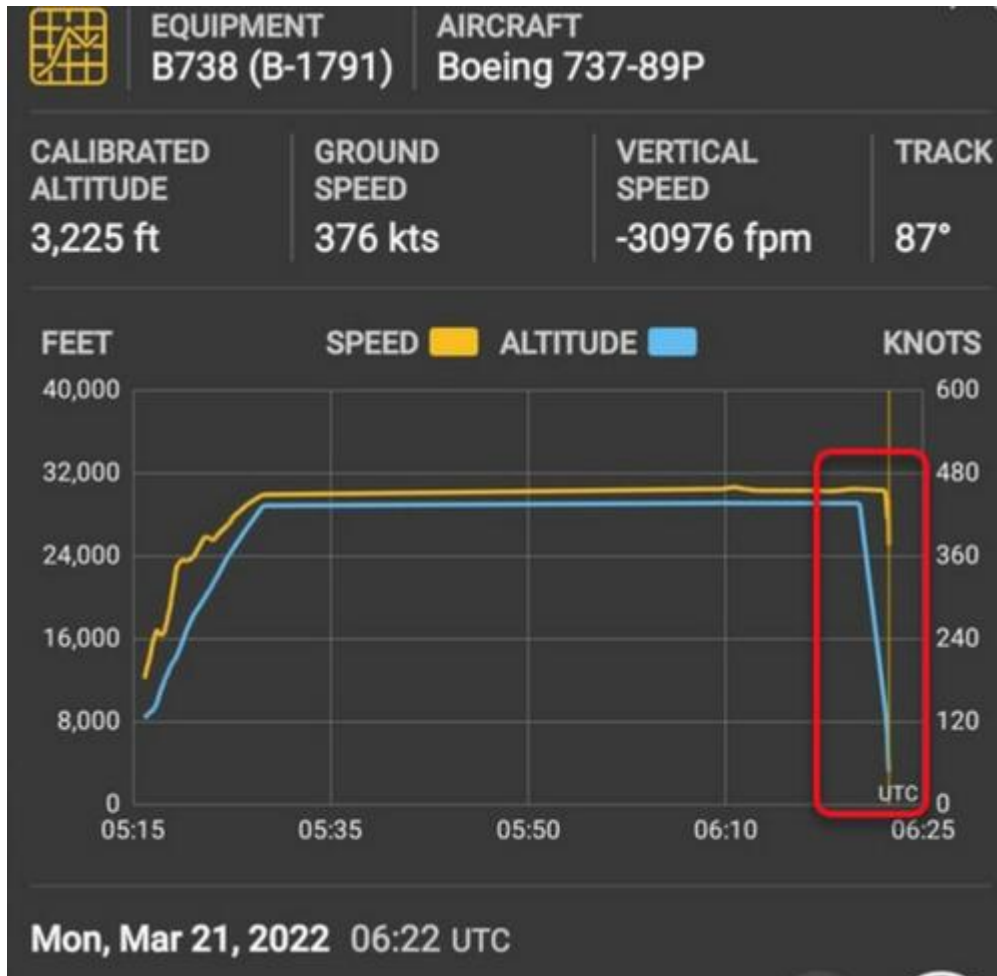 EQUIPMENT AIRCRAFT
B738 (B-1791) Boeing 737-89P
CALIBRATED ALTITUDE GROUND SPEED VERTICAL SPEED TRACK
3,225 ft 376 kts -30976 fpm 87°
FEET SPEED ALTITUDE KNOTS
40,000 600
32,000 480
24,000 360
16,000 240
8,000 120
UTC
0 0
05:15 05:35 05:50 06:10 06:25
Mon, Mar 21, 2022 06:22 UTC